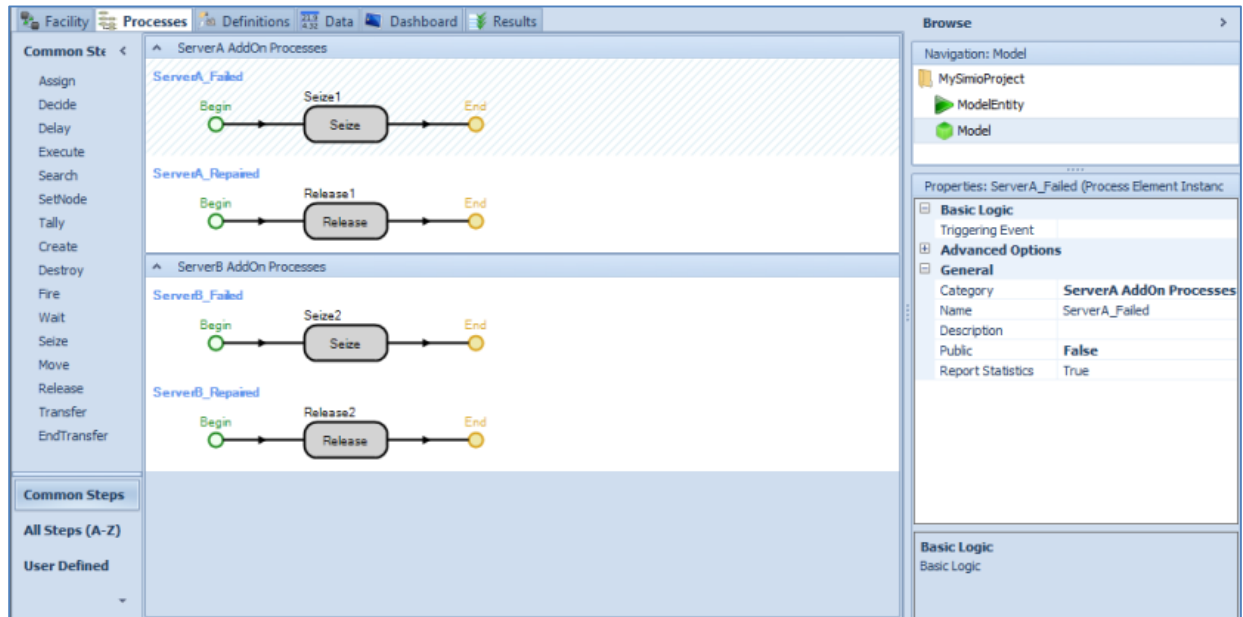 Facility Processes Definitions Data Dashboard Results
Common Ste <
Assign
Decide
Delay
Execute
Search
SetNode
Tally
Create
Destroy
Fire
Wait
Seize
Move
Release
Transfer
EndTransfer
Common Steps
All Steps (A-Z)
User Defined
ServerA AddOn Processes
ServerA_Failed
Begin
Seize1
Seize
End
ServerA_Repaired
Begin
Release1
Release
End
ServerB AddOn Processes
ServerB_Failed
Begin
Seize2
Seize
End
ServerB_Repaired
Begin
Release2
Release
End
Browse >
Navigation: Model
MySimioProject
ModelEntity
Model
Properties: ServerA_Failed (Process Element Instanc
Basic Logic
Triggering Event
Advanced Options
General
Category ServerA AddOn Processes
Name ServerA_Failed
Description
Public False
Report Statistics True
Basic Logic
Basic Logic